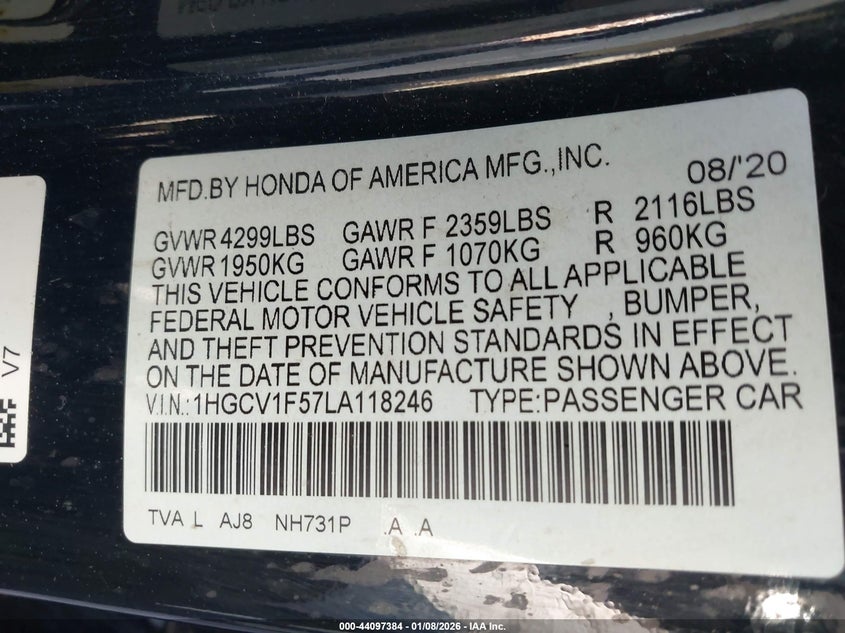 MFD.BY HONDA OF AMERICA MFG.,INC. 08/'20
GVWR 4299LBS GAWR F 2359LBS R 2116LBS
GVWR 1950KG GAWR F 1070KG R 960KG
THIS VEHICLE CONFORMS TO ALL APPLICABLE
FEDERAL MOTOR VEHICLE SAFETY , BUMPER,
AND THEFT PREVENTION STANDARDS IN EFFECT
ON THE DATE OF MANUFACTURE SHOWN ABOVE.
V.I.N.:1HGCV1F57LA118246 TYPE:PASSENGER CAR
TVA L AJ8 NH731P .A .A
V7
000-44097384 - 01/08/2026 - IAA Inc.